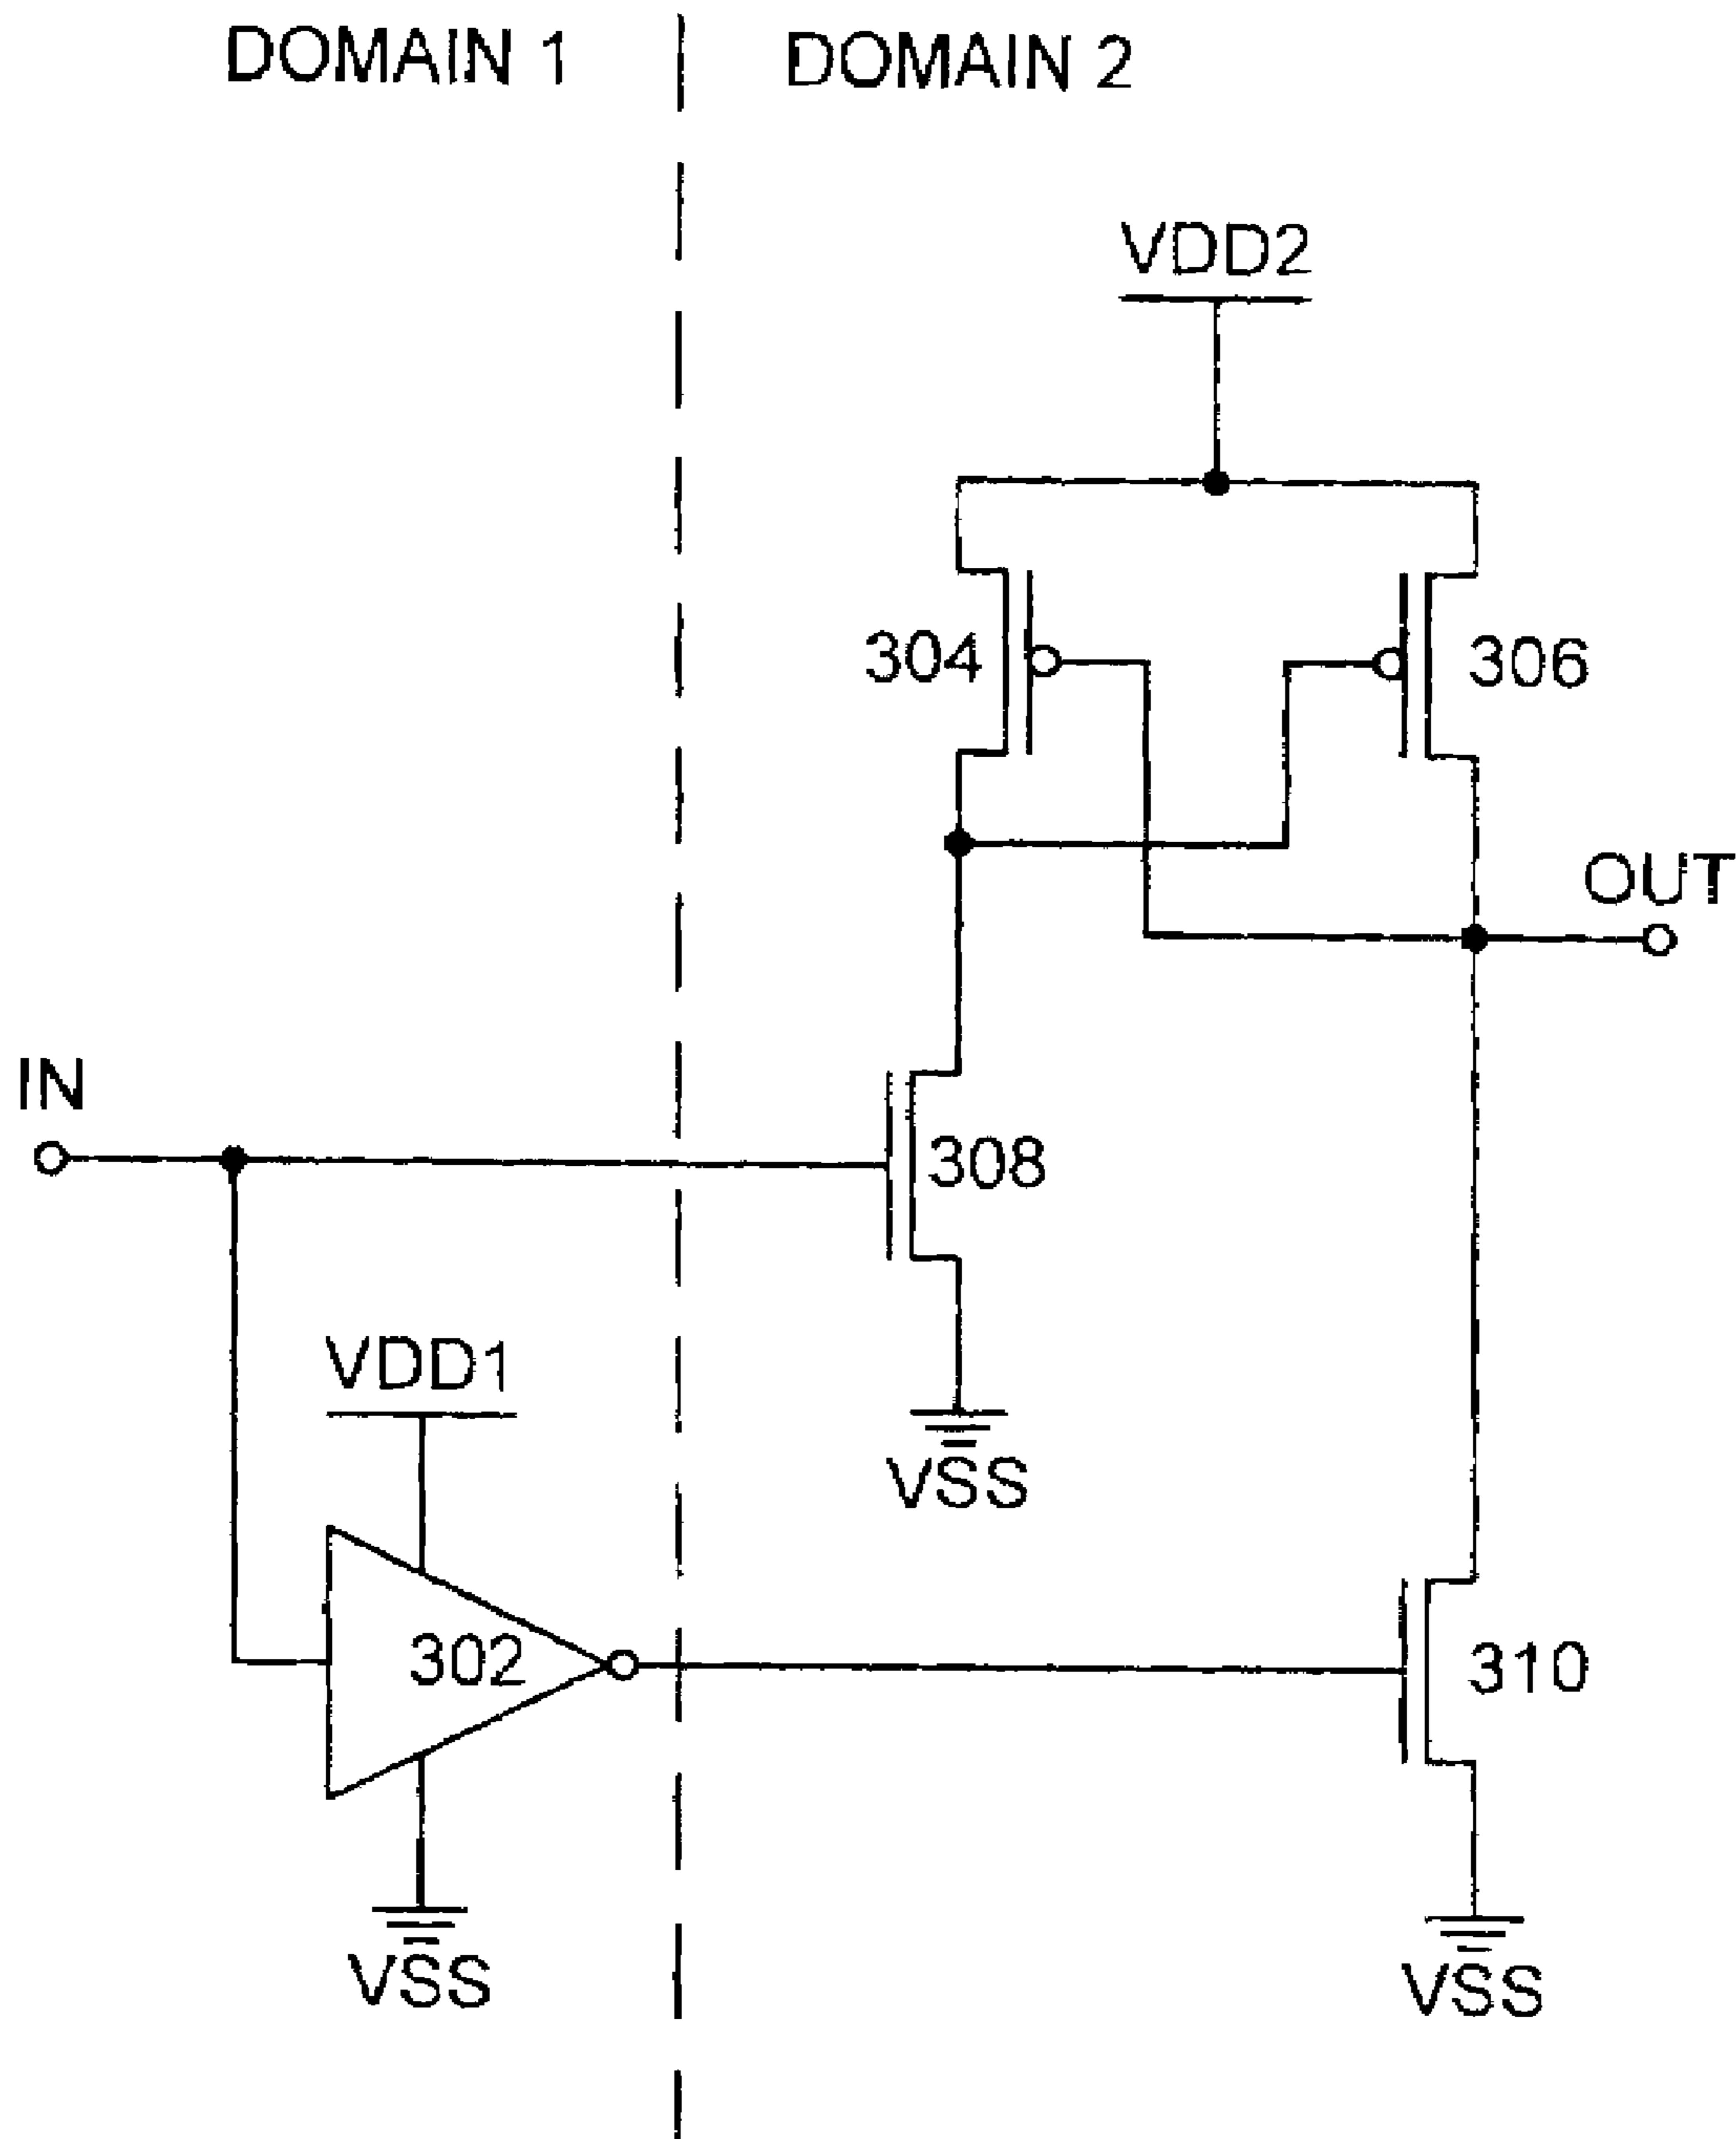 DOMAIN 1
DOMAIN 2
VDD2
304
306
OUT
IN
308
VDD1
VSS
302
310
VSS
VSS